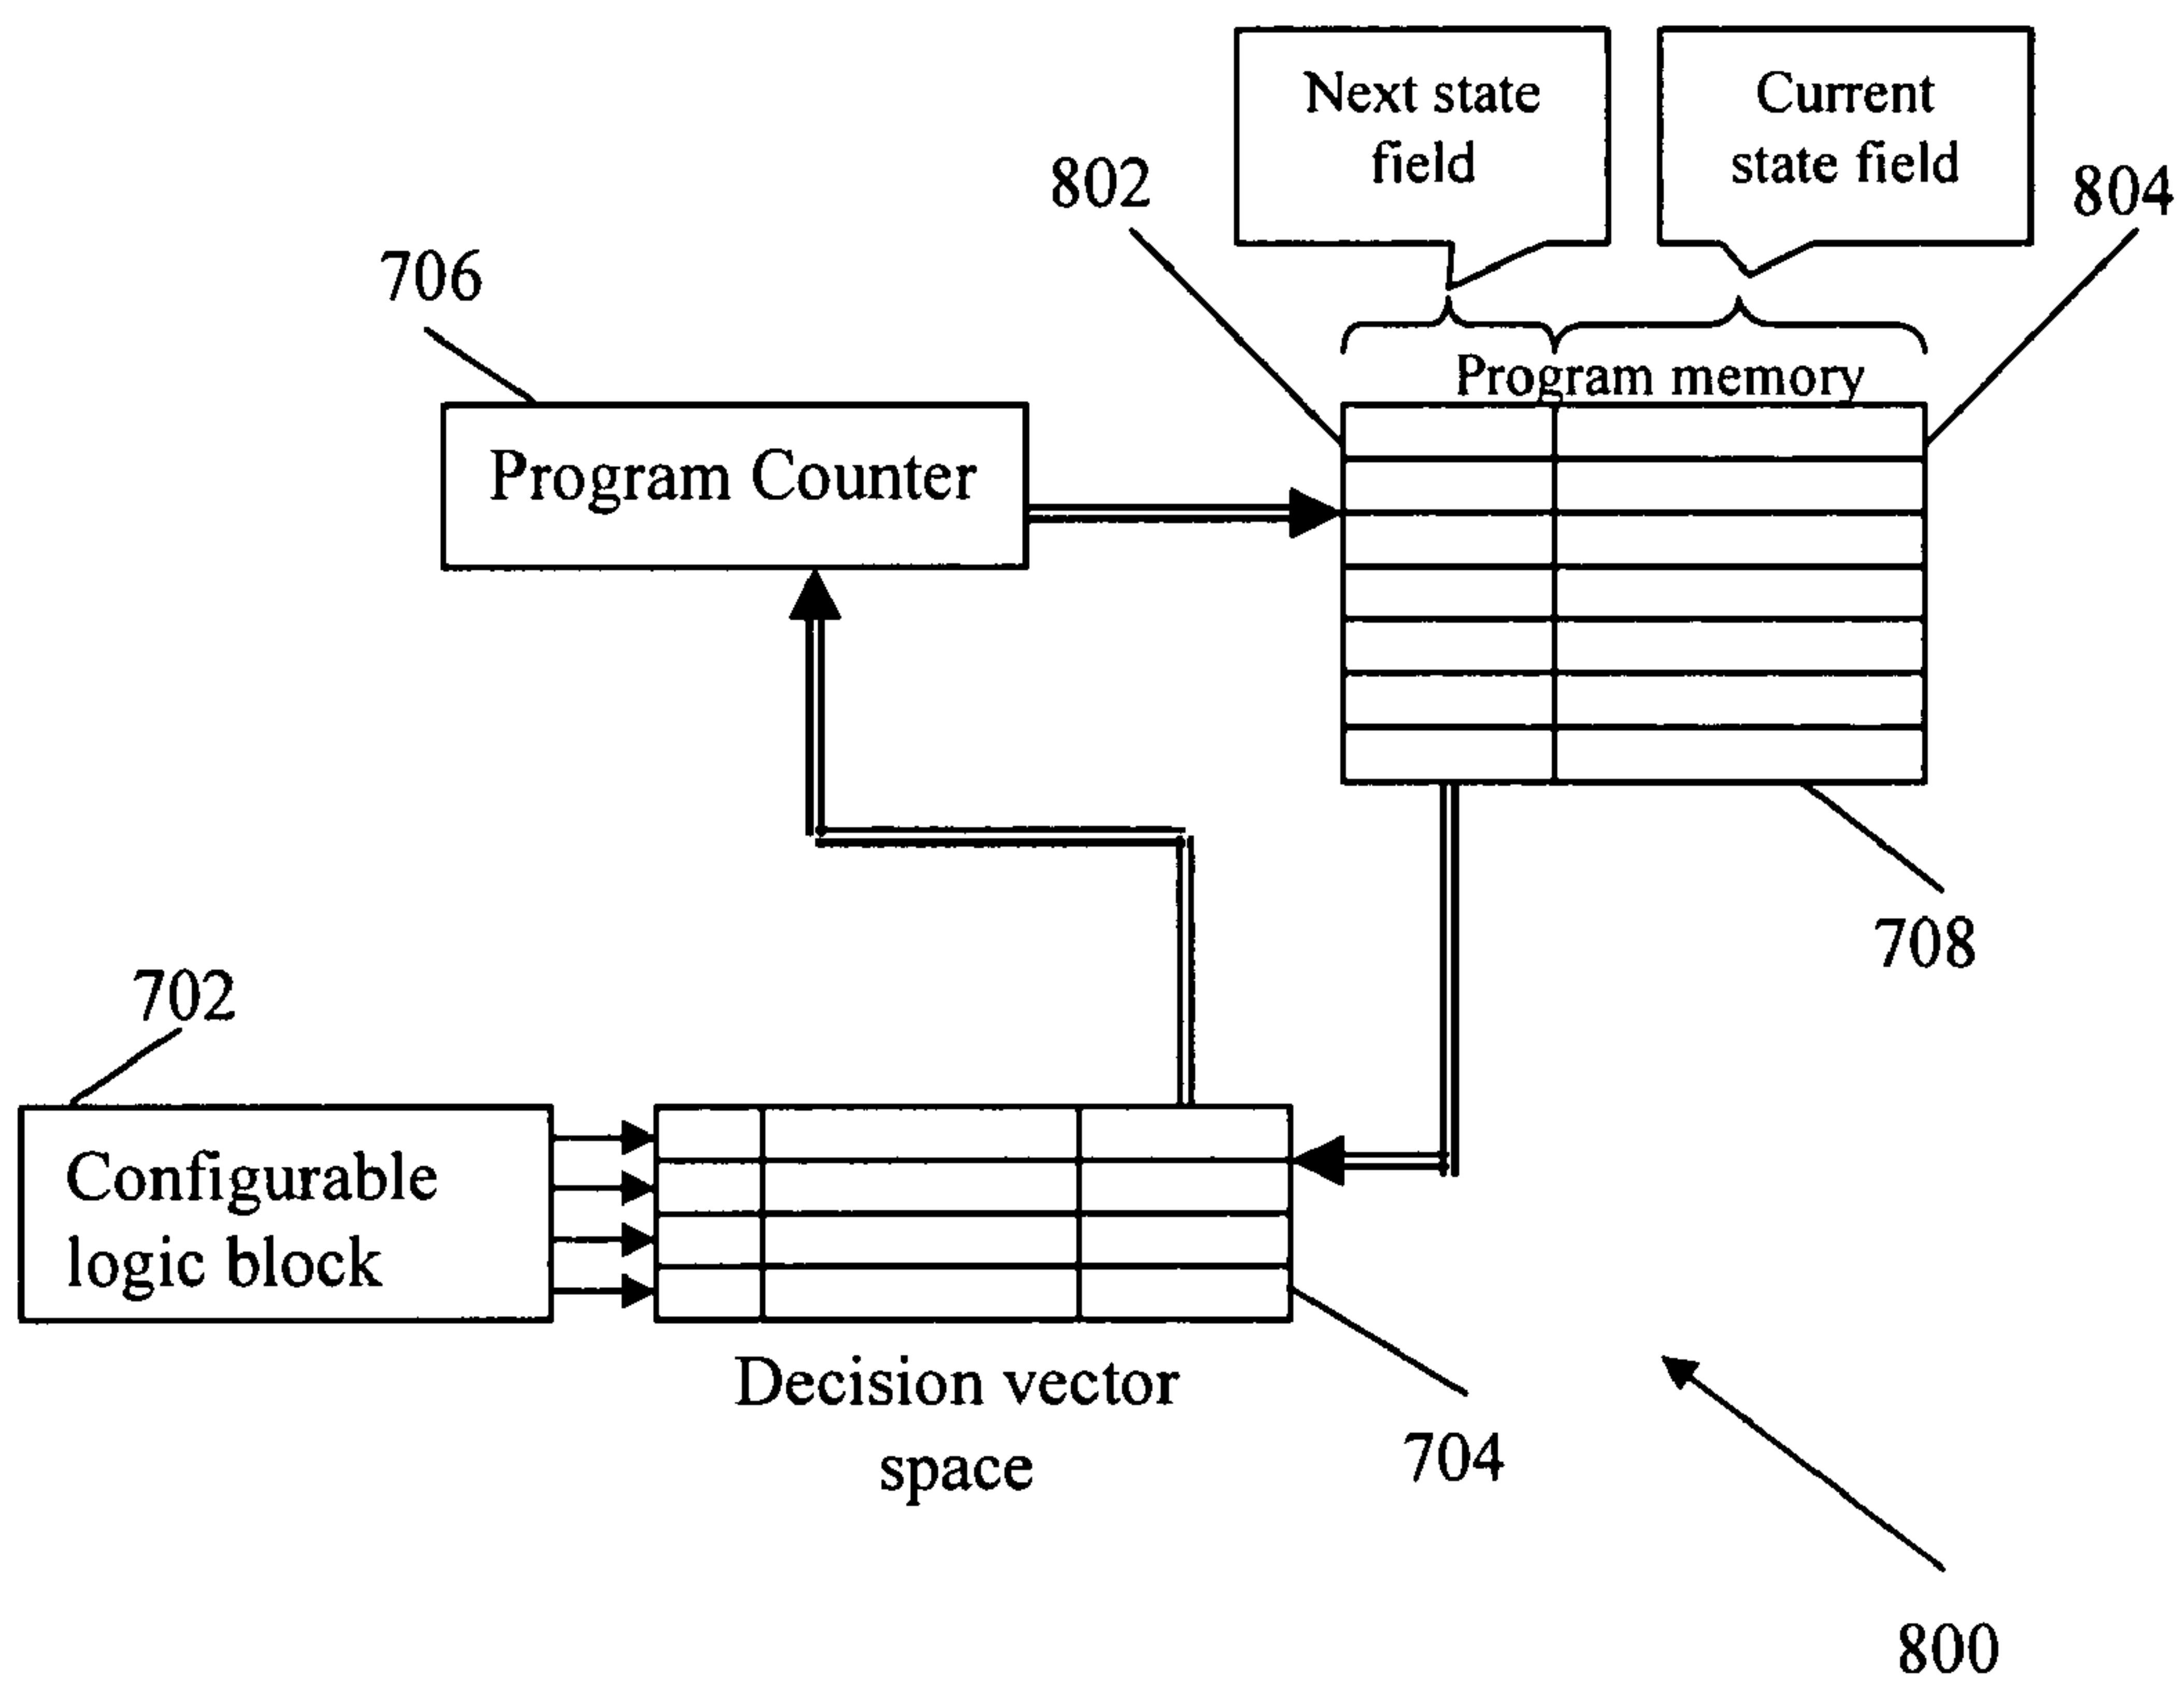 Next state
field
Current
state field
802
804
706
Program memory
Program Counter
708
702
Configurable
logic block
Decision vector
space
704
800